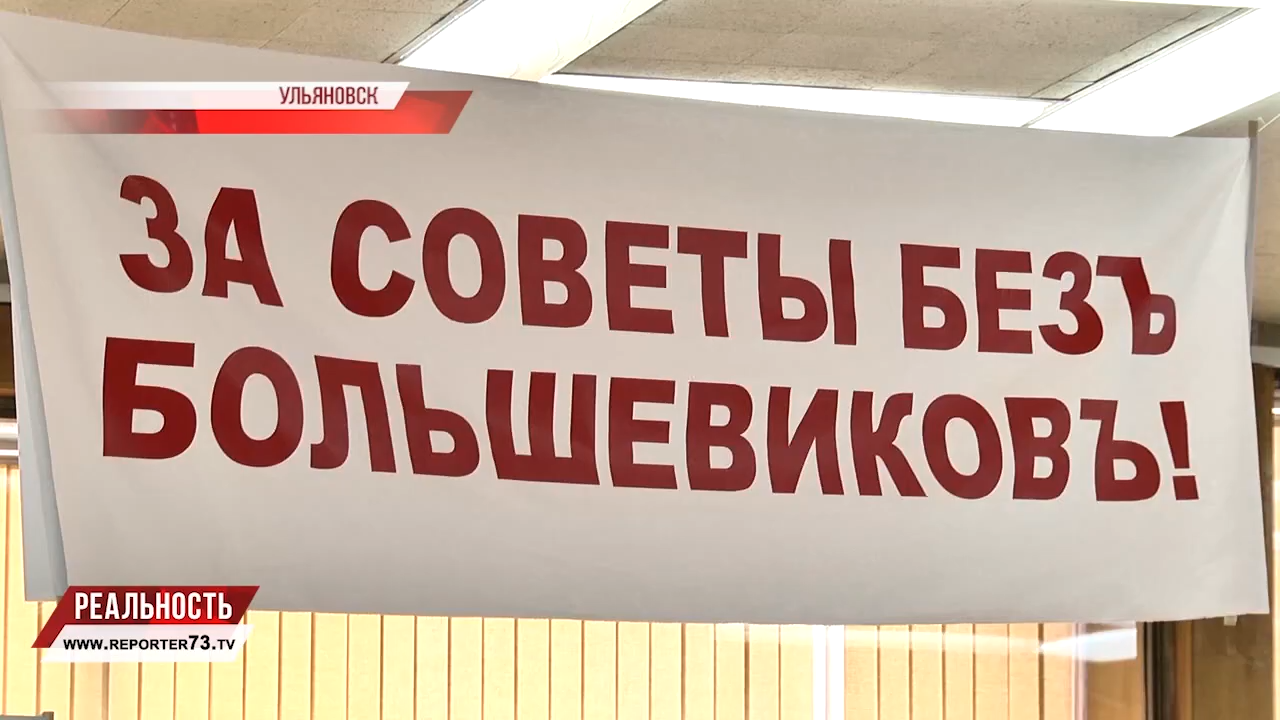 УЛЬЯНОВСК
ЗА СОВЕТЫ БЕЗЪ
БОЛЬШЕВИКОВЪ!
РЕАЛЬНОСТЬ
WWW.REPORTER73.TV